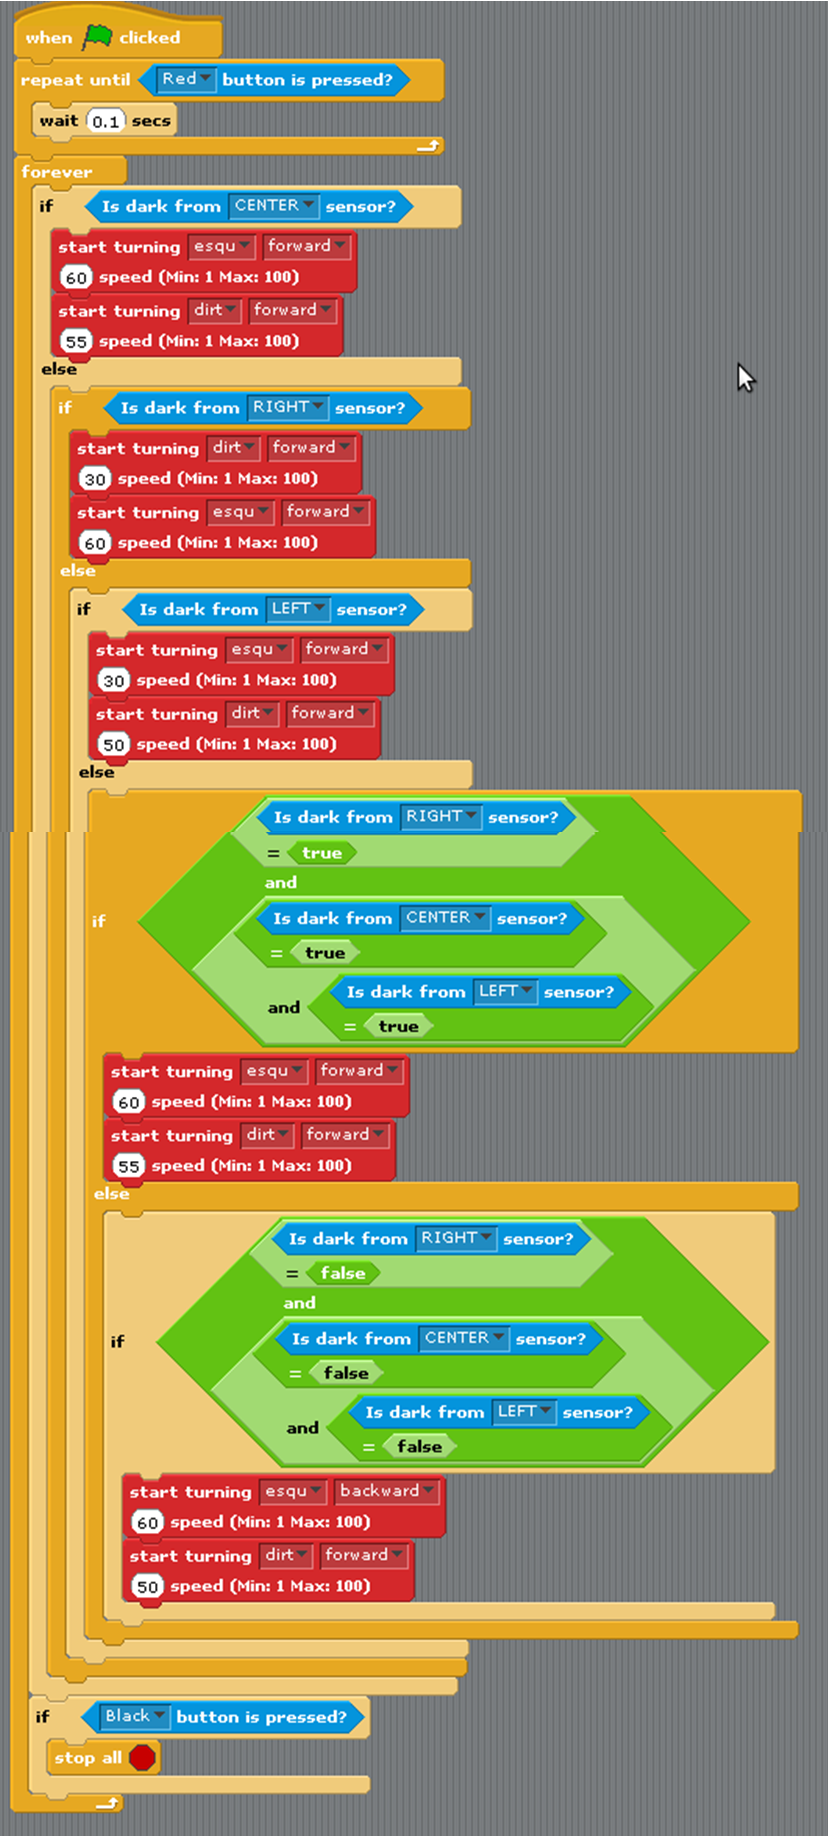 when clicked
repeat until Red button is pressed?
wait 0.1 secs
forever
if Is dark from CENTER sensor?
start turning esqu forward
60 speed (Min: 1 Max: 100)
start turning dirt forward
55 speed (Min: 1 Max: 100)
else
if Is dark from RIGHT sensor?
start turning dirt forward
30 speed (Min: 1 Max: 100)
start turning esqu forward
60 speed (Min: 1 Max: 100)
else
if Is dark from LEFT sensor?
start turning esqu forward
30 speed (Min: 1 Max: 100)
start turning dirt forward
50 speed (Min: 1 Max: 100)
else
Is dark from RIGHT sensor?
= true
and
if Is dark from CENTER sensor?
= true
Is dark from LEFT sensor?
and
= true
start turning esqu forward
60 speed (Min: 1 Max: 100)
start turning dirt forward
55 speed (Min: 1 Max: 100)
else
Is dark from RIGHT sensor?
= false
and
if Is dark from CENTER sensor?
= false
Is dark from LEFT sensor?
and
= false
start turning esqu backward
60 speed (Min: 1 Max: 100)
start turning dirt forward
50 speed (Min: 1 Max: 100)
if Black button is pressed?
stop all